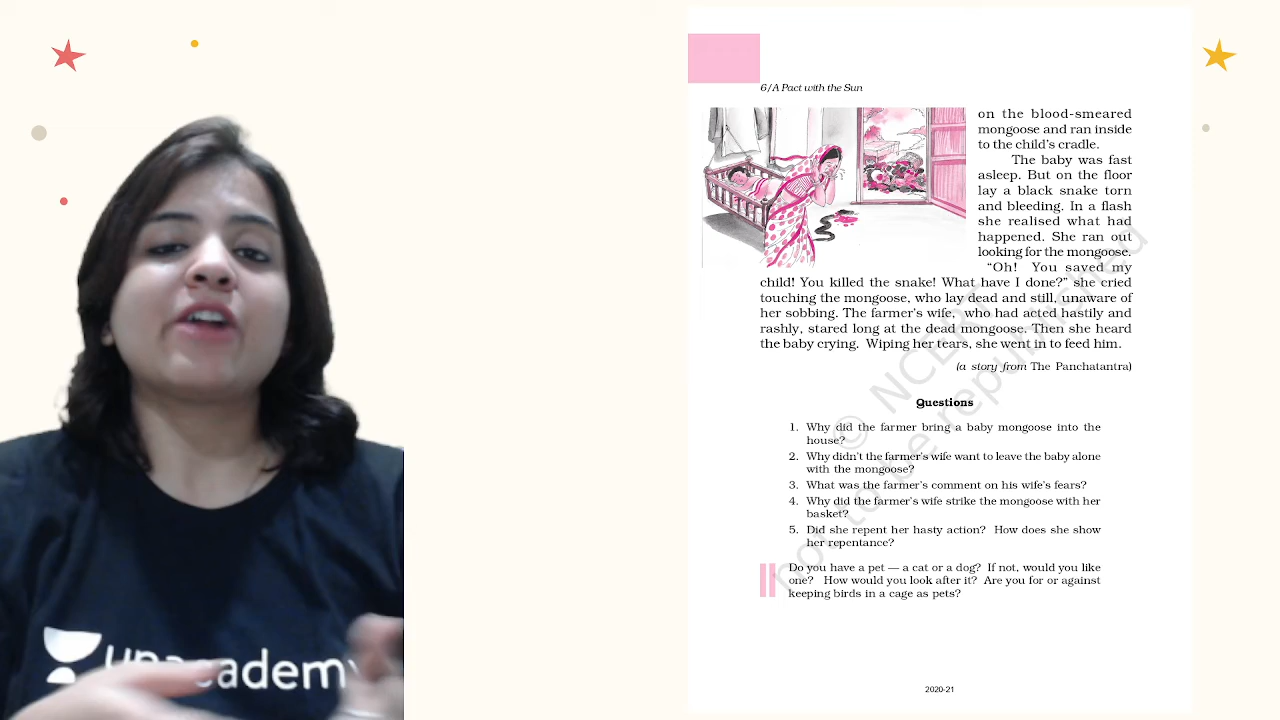 6/A Pact with the Sun
on the blood-smeared
mongoose and ran inside
to the child's cradle.
The baby was fast
asleep. But on the floor
lay a black snake torn
and bleeding. In a flash
she realised what had
happened. She ran out
looking for the mongoose.
“Oh! You saved my
child! You killed the snake! What have I done?” she cried
touching the mongoose, who lay dead and still, unaware of
her sobbing. The farmer's wife, who had acted hastily and
rashly, stared long at the dead mongoose. Then she heard
the baby crying. Wiping her tears, she went in to feed him.
(a story from The Panchatantra)
Questions
1. Why did the farmer bring a baby mongoose into the
house?
2. Why didn't the farmer's wife want to leave the baby alone
with the mongoose?
3. What was the farmer's comment on his wife's fears?
4. Why did the farmer's wife strike the mongoose with her
basket?
5. Did she repent her hasty action? How does she show
her repentance?
Do you have a pet — a cat or a dog? If not, would you like
one? How would you look after it? Are you for or against
keeping birds in a cage as pets?
2020-21
© NCERT
not to be republished
unacademy